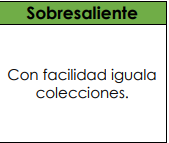 Sobresaliente
Con facilidad iguala
colecciones.